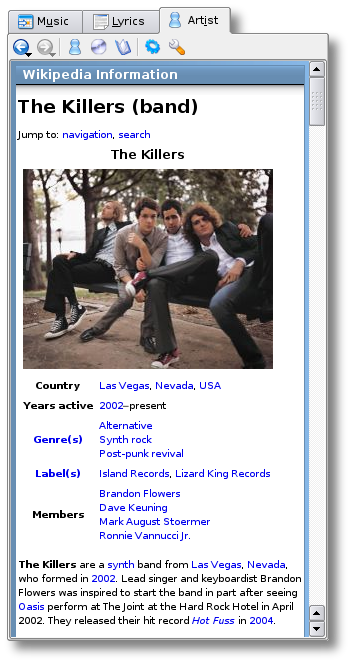 Music Lyrics Artist
Wikipedia Information
The Killers (band)
Jump to: navigation, search
The Killers
Country Las Vegas, Nevada, USA
Years active 2002–present
Genre(s) Alternative
Synth rock
Post-punk revival
Label(s) Island Records, Lizard King Records
Members Brandon Flowers
Dave Keuning
Mark August Stoermer
Ronnie Vannucci Jr.
The Killers are a synth band from Las Vegas, Nevada,
who formed in 2002. Lead singer and keyboardist Brandon
Flowers was inspired to start the band in part after seeing
Oasis perform at The Joint at the Hard Rock Hotel in April
2002. They released their hit record Hot Fuss in 2004.